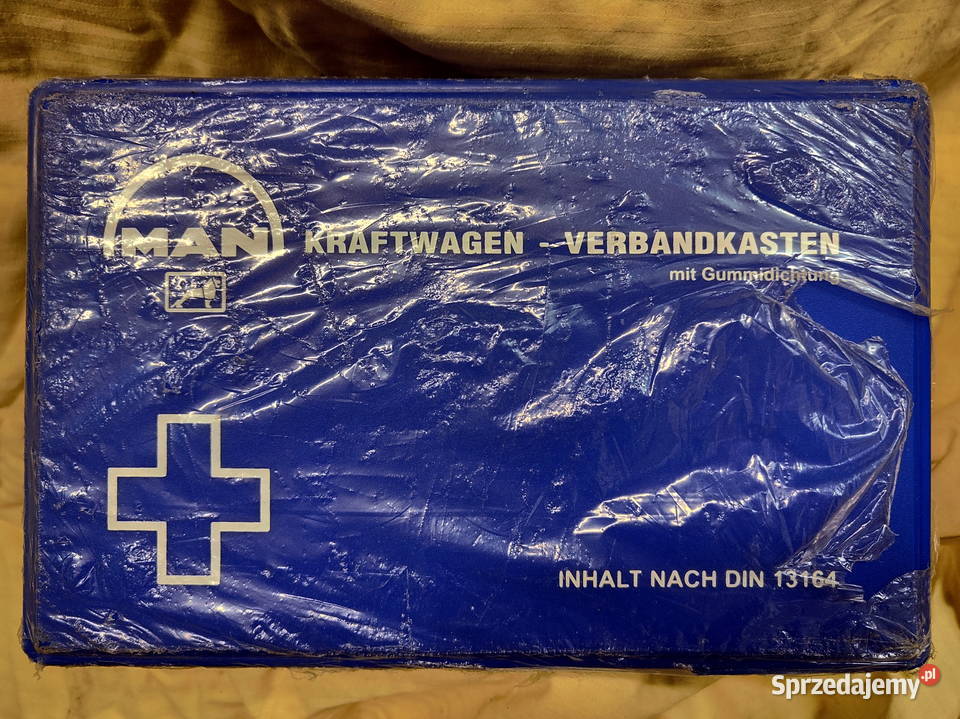 MAN KRAFTWAGEN - VERBANDKASTEN
mit Gummidichtung
INHALT NACH DIN 13164
Sprzedajemy.pl